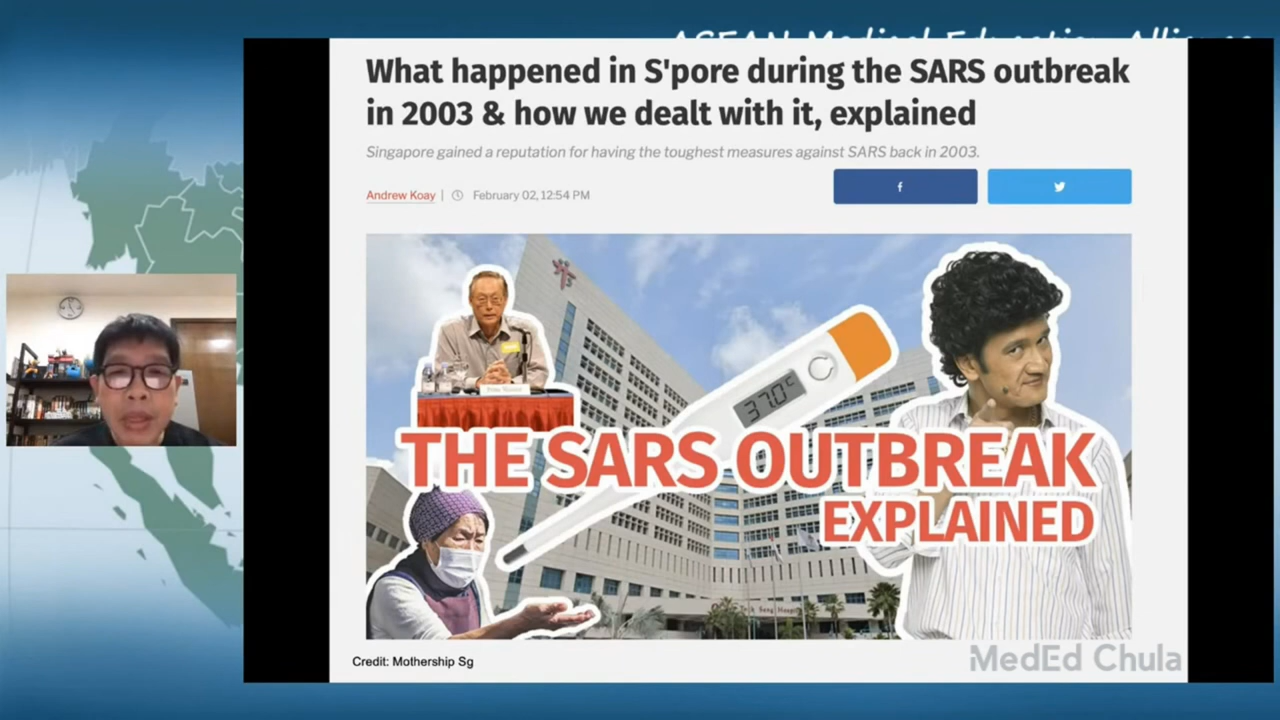 What happened in S'pore during the SARS outbreak
in 2003 & how we dealt with it, explained
Singapore gained a reputation for having the toughest measures against SARS back in 2003.
Andrew Koay | February 02, 12:54 PM
37.0°C
THE SARS OUTBREAK
EXPLAINED
Seng Hospital
Credit: Mothership Sg
MedEd Chula